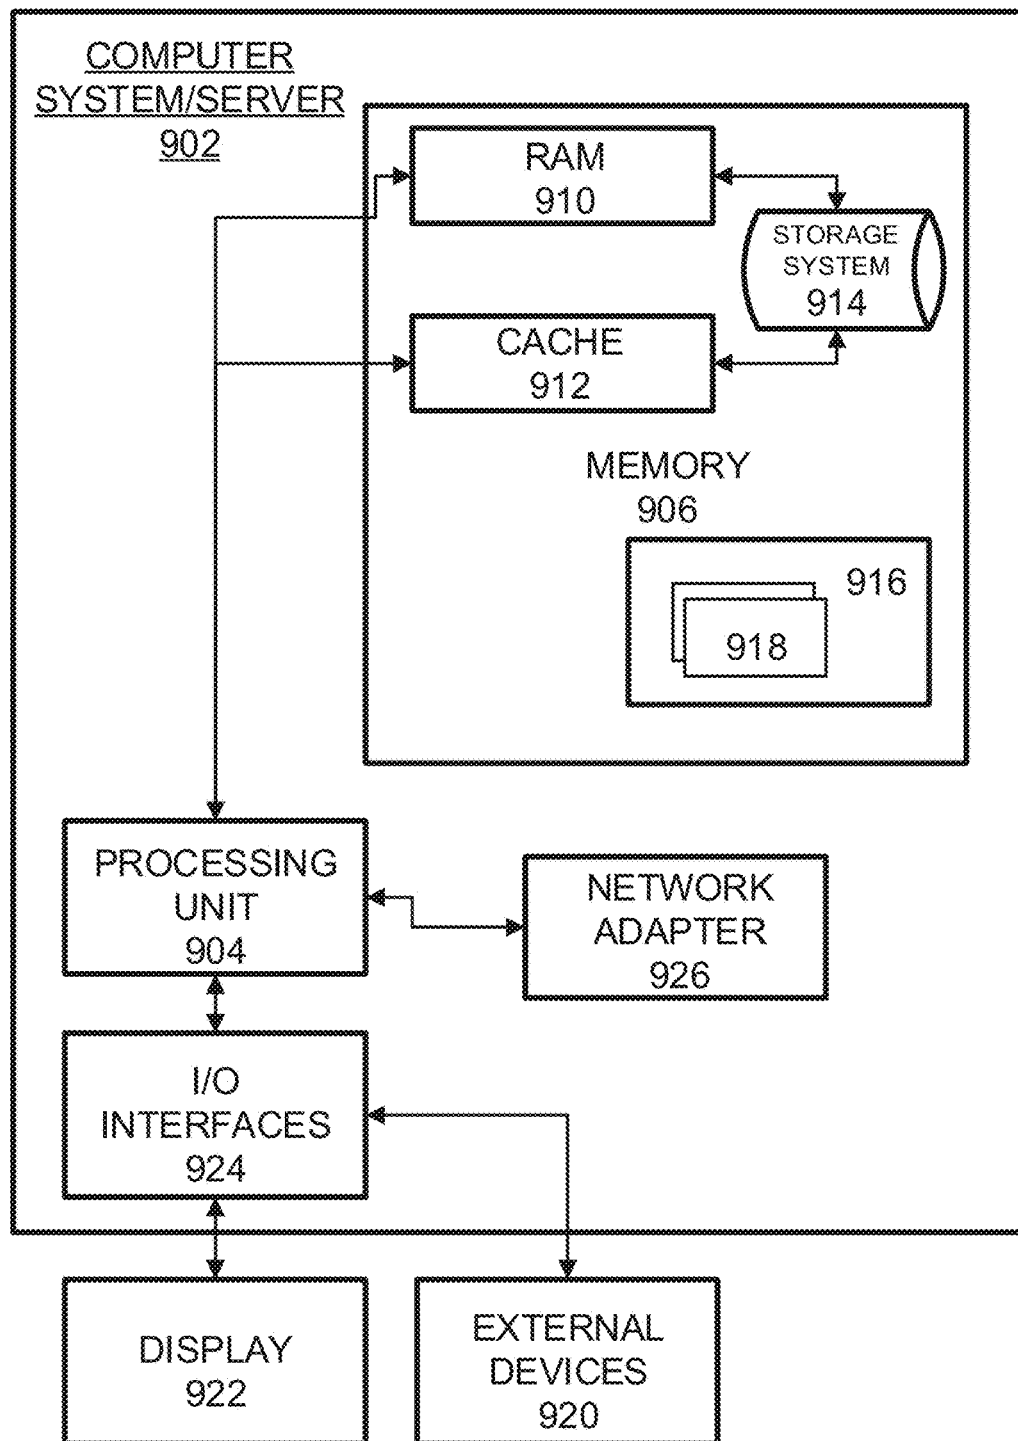 COMPUTER
SYSTEM/SERVER
902
RAM
910
STORAGE
SYSTEM
914
CACHE
912
MEMORY
906
916
918
PROCESSING
UNIT
904
NETWORK
ADAPTER
926
I/O
INTERFACES
924
DISPLAY
922
EXTERNAL
DEVICES
920